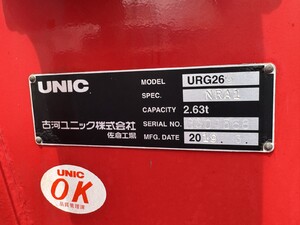 UNIC
古河ユニック株式会社
佐倉工場
MODEL URG26
SPEC.
CAPACITY 2.63t
SERIAL NO.
MFG. DATE 20
UNIC
OK